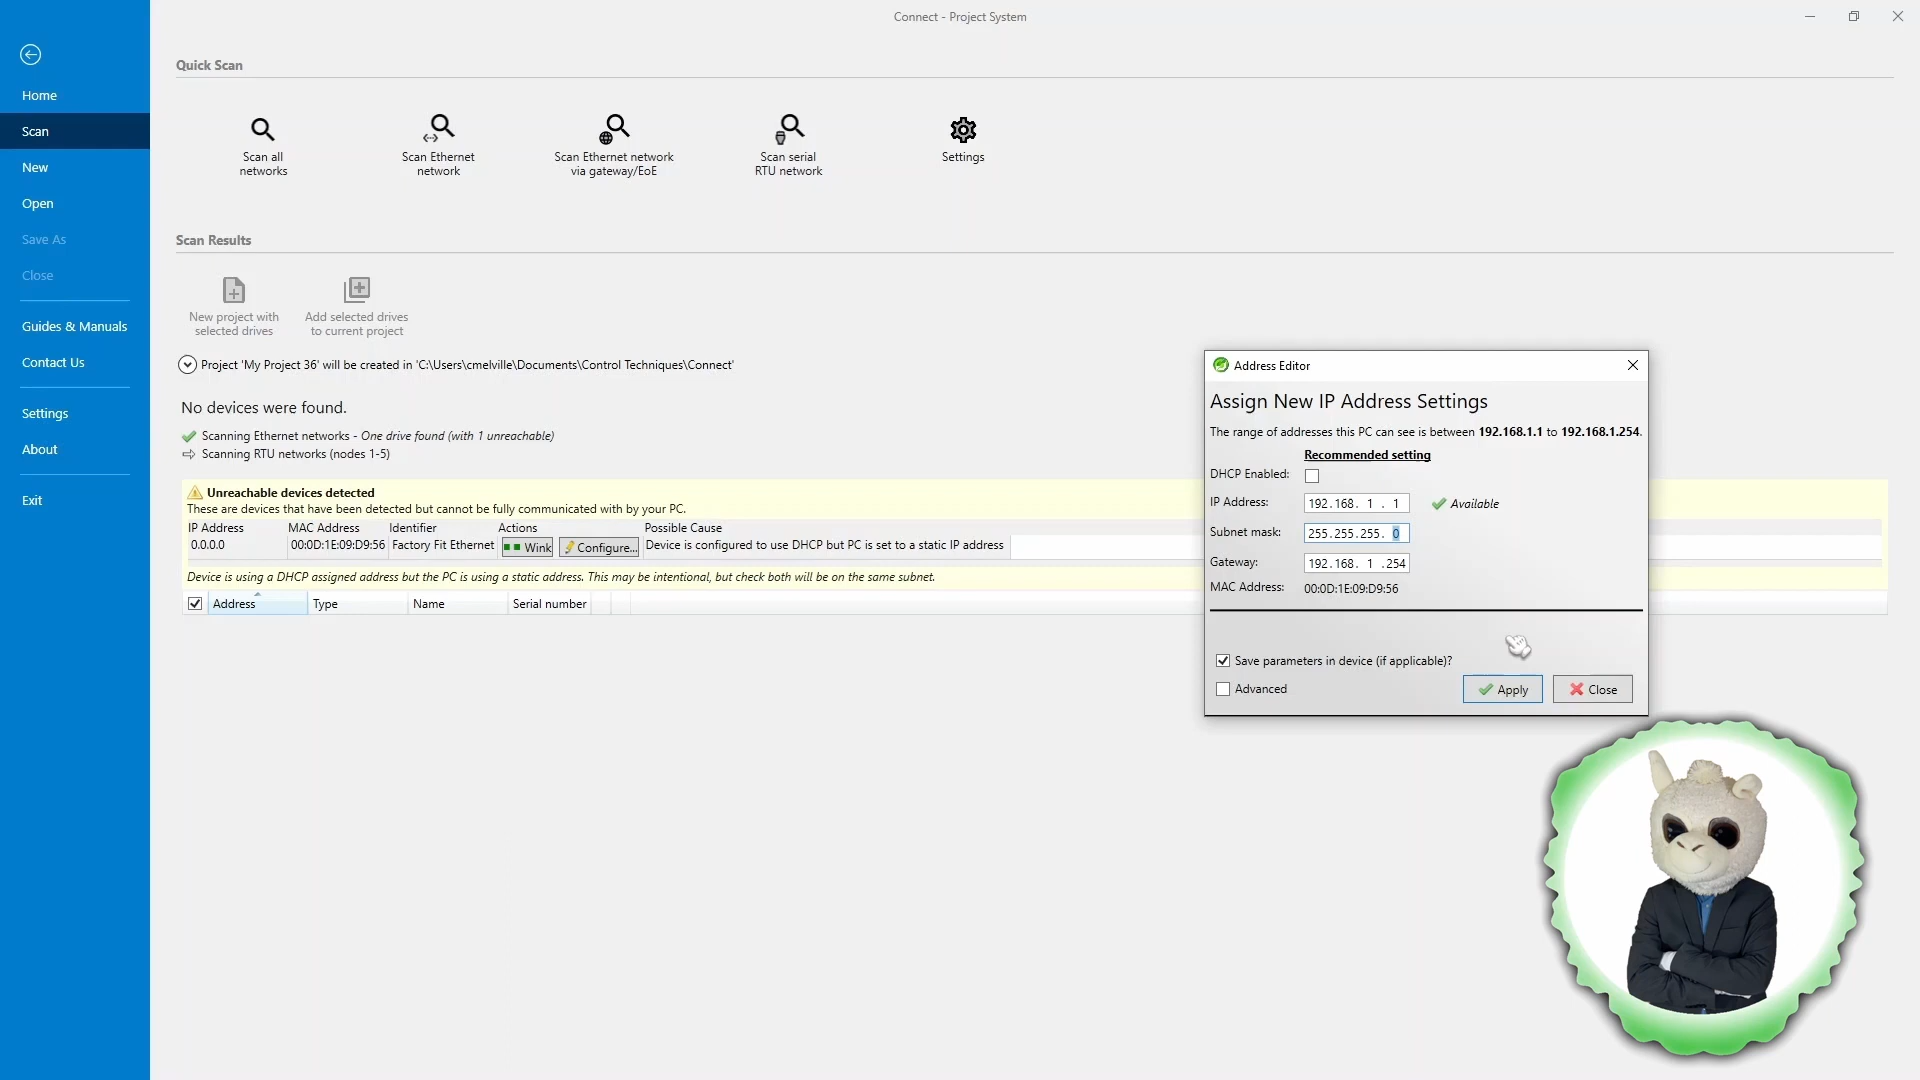 Connect - Project System
Home
Scan
New
Open
Save As
Close
Guides & Manuals
Contact Us
Settings
About
Exit
Quick Scan
Scan all
networks
Scan Ethernet
network
Scan Ethernet network
via gateway/EoE
Scan serial
RTU network
Settings
Scan Results
New project with
selected drives
Add selected drives
to current project
Project 'My Project 36' will be created in 'C:\Users\cmelville\Documents\Control Techniques\Connect'
No devices were found.
Scanning Ethernet networks - One drive found (with 1 unreachable)
Scanning RTU networks (nodes 1-5)
Unreachable devices detected
These are devices that have been detected but cannot be fully communicated with by your PC.
IP Address MAC Address Identifier Actions Possible Cause
0.0.0.0 00:0D:1E:09:D9:56 Factory Fit Ethernet Wink Configure... Device is configured to use DHCP but PC is set to a static IP address
Device is using a DHCP assigned address but the PC is using a static address. This may be intentional, but check both will be on the same subnet.
Address Type Name Serial number
Address Editor
Assign New IP Address Settings
The range of addresses this PC can see is between 192.168.1.1 to 192.168.1.254.
Recommended setting
DHCP Enabled:
IP Address: 192.168. 1 . 1 Available
Subnet mask: 255.255.255. 0
Gateway: 192.168. 1 .254
MAC Address: 00:0D:1E:09:D9:56
Save parameters in device (if applicable)?
Advanced
Apply Close